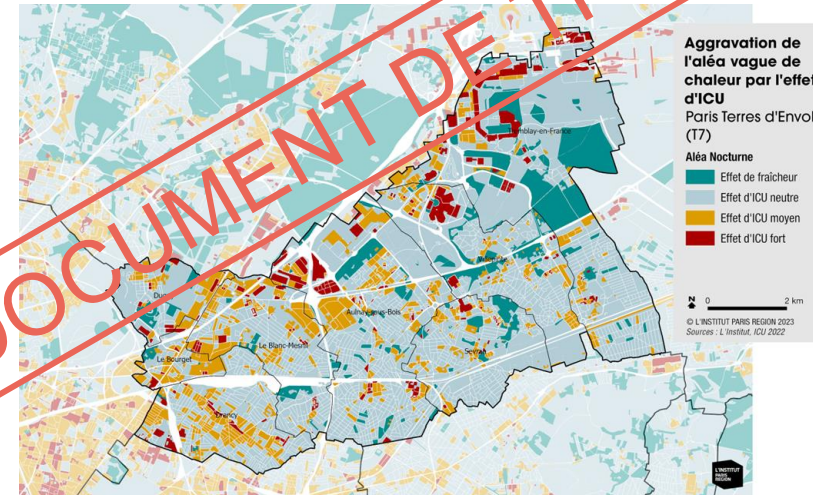 DOCUMENT DE T
Aggravation de
l'aléa vague de
chaleur par l'effet
d'ICU
Paris Terres d'Envol
(T7)
Aléa Nocturne
Effet de fraîcheur
Effet d'ICU neutre
Effet d'ICU moyen
Effet d'ICU fort
N
0 2 km
© L'INSTITUT PARIS REGION 2023
Sources : L'Institut, ICU 2022
Tremblay-en-France
Aulnay-sous-Bois
Le Blanc-Mesnil
Sevran
Le Bourget
Drancy
L'INSTITUT
PARIS
REGION